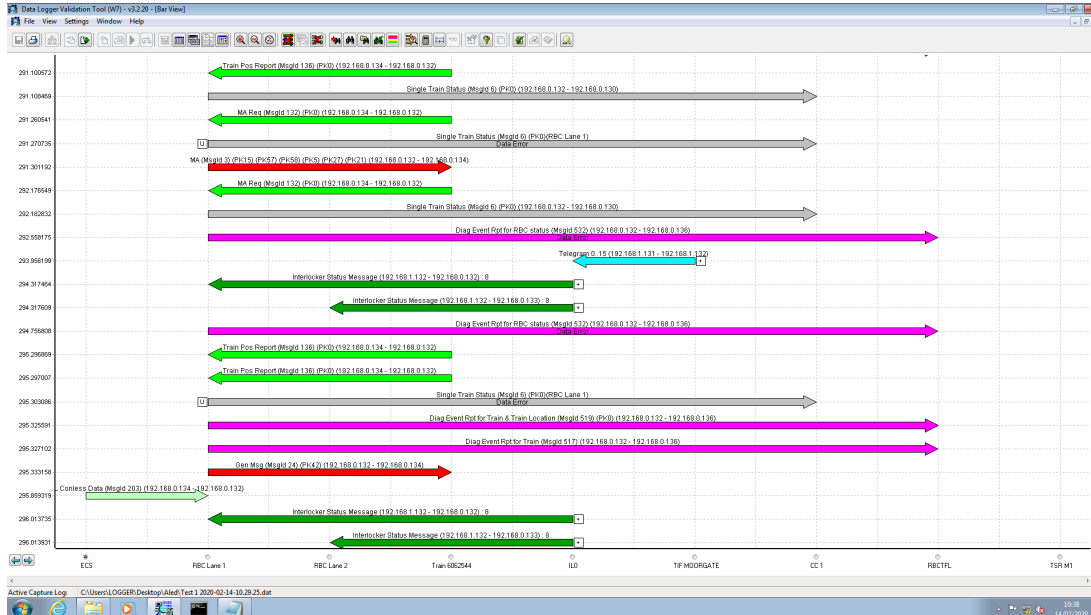 Data Logger Validation Tool (W7) - v3.2.20 - [Bar View]
File View Settings Window Help
Train Pos Report (MsgId 136) (PK0) (192.168.0.134 - 192.168.0.132)
291.100572
Single Train Status (MsgId 6) (PK0) (192.168.0.132 - 192.168.0.130)
291.108469
MA Req (MsgId 132) (PK0) (192.168.0.134 - 192.168.0.132)
291.260541
Single Train Status (MsgId 6) (PK0)(RBC Lane 1)
291.270735 U Data Error
MA (MsgId 3) (PK15) (PK57) (PK58) (PK5) (PK27) (PK21) (192.168.0.132 - 192.168.0.134)
291.301192
MA Req (MsgId 132) (PK0) (192.168.0.134 - 192.168.0.132)
292.176549
Single Train Status (MsgId 6) (PK0) (192.168.0.132 - 192.168.0.130)
292.182832
Diag Event Rpt for RBC status (MsgId 532) (192.168.0.132 - 192.168.0.136)
292.558175 Data Error
Telegram 0..15 (192.168.1.131 - 192.168.1.132)
293.956199 +
Interlocker Status Message (192.168.1.132 - 192.168.0.132) : 8
294.317464 +
Interlocker Status Message (192.168.1.132 - 192.168.0.133) : 8
294.317609 +
Diag Event Rpt for RBC status (MsgId 532) (192.168.0.132 - 192.168.0.136)
294.756808 Data Error
Train Pos Report (MsgId 136) (PK0) (192.168.0.134 - 192.168.0.132)
295.296869
Train Pos Report (MsgId 136) (PK0) (192.168.0.134 - 192.168.0.132)
295.297007
Single Train Status (MsgId 6) (PK0)(RBC Lane 1)
295.303086 U Data Error
Diag Event Rpt for Train & Train Location (MsgId 519) (PK0) (192.168.0.132 - 192.168.0.136)
295.325591
Diag Event Rpt for Train (MsgId 517) (192.168.0.132 - 192.168.0.136)
295.327102
Gen Msg (MsgId 24) (PK42) (192.168.0.132 - 192.168.0.134)
295.333158
Conless Data (MsgId 203) (192.168.0.134 - 192.168.0.132)
295.859319
Interlocker Status Message (192.168.1.132 - 192.168.0.132) : 8
296.013735 +
Interlocker Status Message (192.168.1.132 - 192.168.0.133) : 8
296.013931 +
ECS RBC Lane 1 RBC Lane 2 Train 6062544 IL0 TIF MOORGATE CC 1 RBCTFL TSR M1
Active Capture Log: C:\Users\LOGGER\Desktop\Aled\Test 1 2020-02-14-10.29.25.dat
10:38
14/02/2020